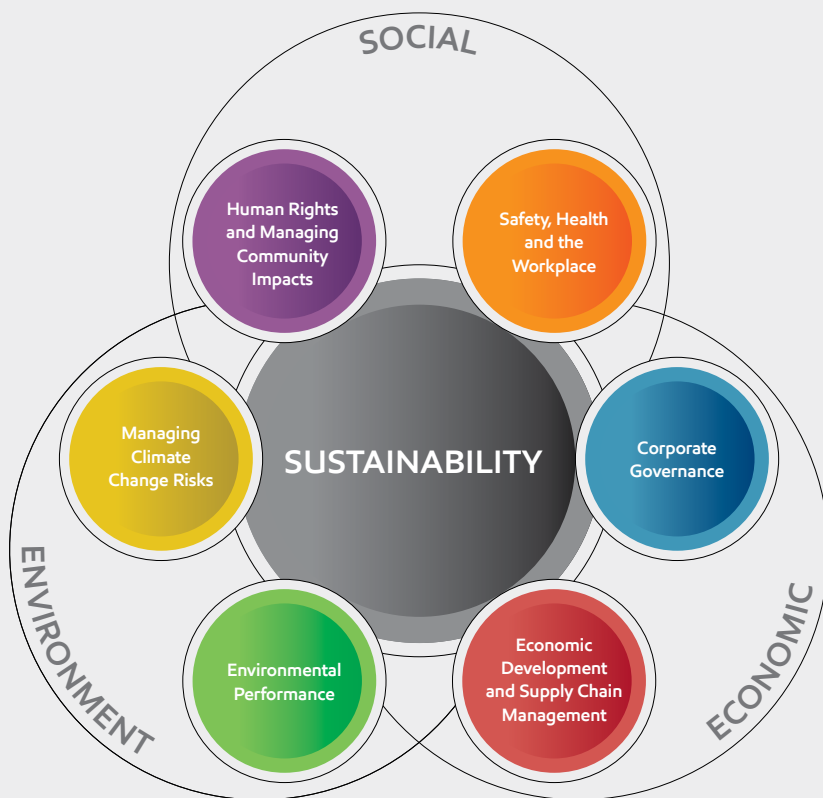 SOCIAL
Human Rights
and Managing
Community
Impacts
Safety, Health
and the
Workplace
Managing
Climate
Change Risks
SUSTAINABILITY
Corporate
Governance
ENVIRONMENT
ECONOMIC
Environmental
Performance
Economic
Development
and Supply Chain
Management